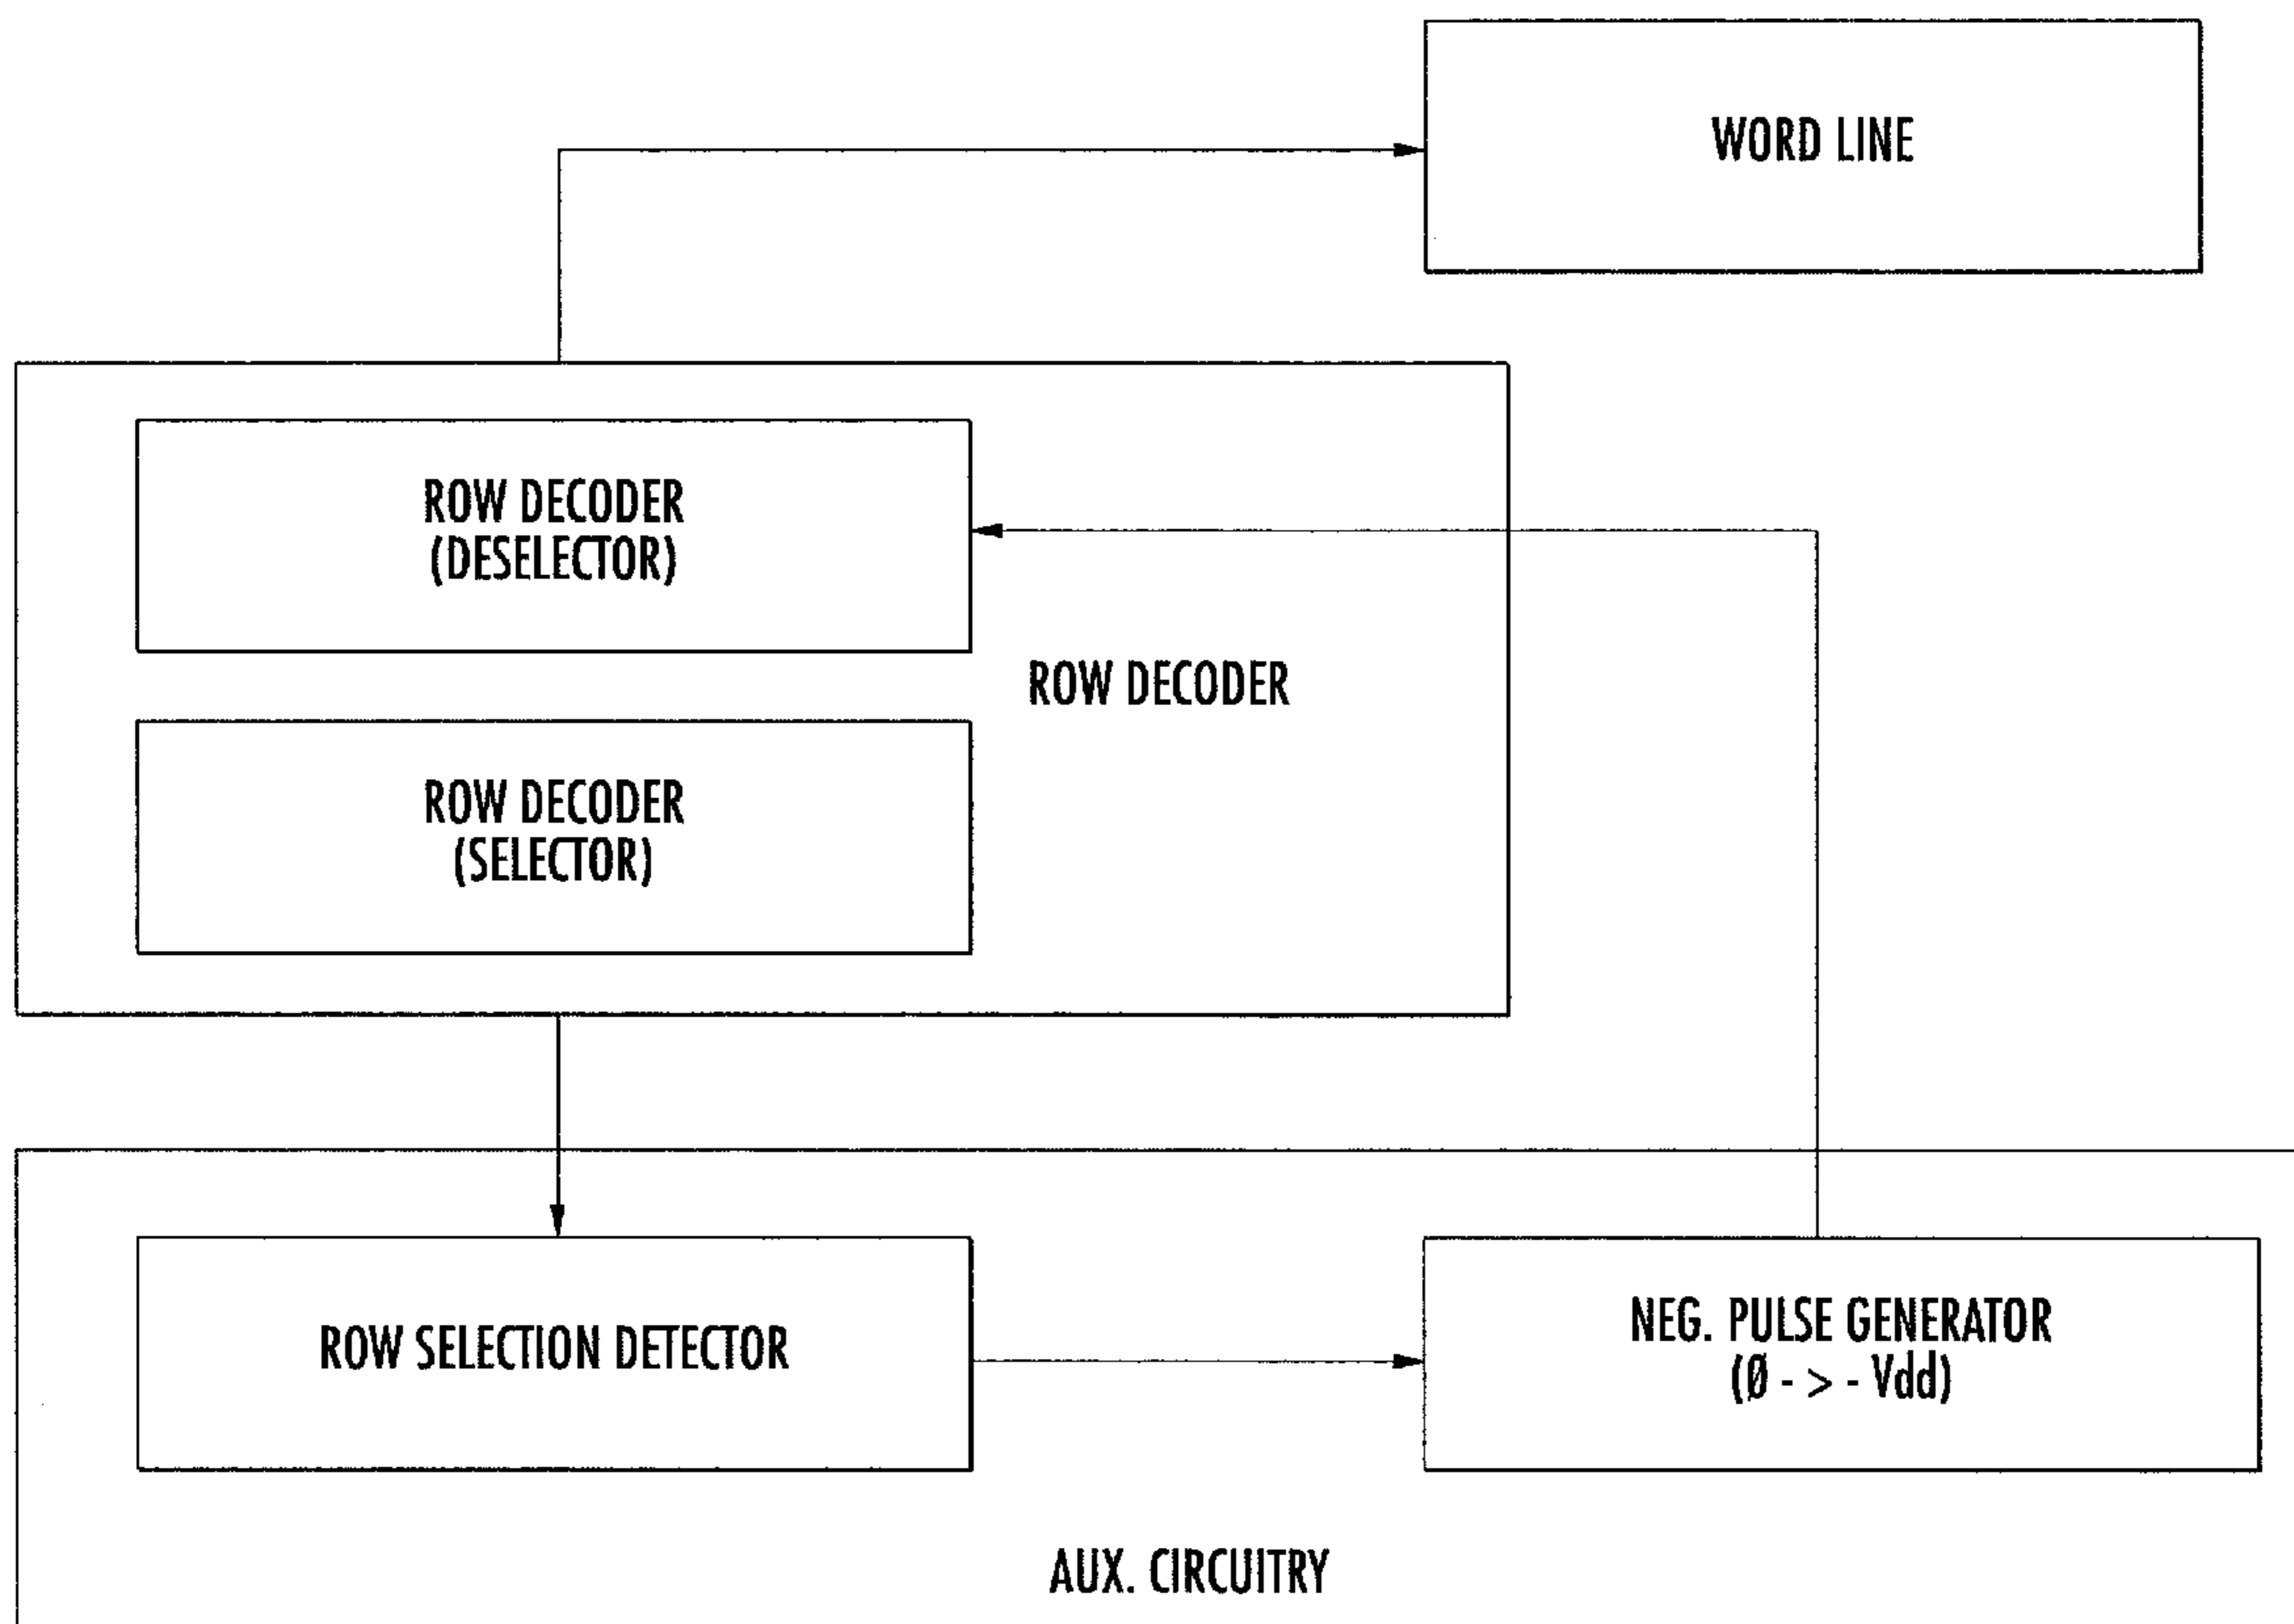 WORD LINE
ROW DECODER
(DESELECTOR)
ROW DECODER
ROW DECODER
(SELECTOR)
ROW SELECTION DETECTOR
NEG. PULSE GENERATOR
(Ø - > - Vdd)
AUX. CIRCUITRY